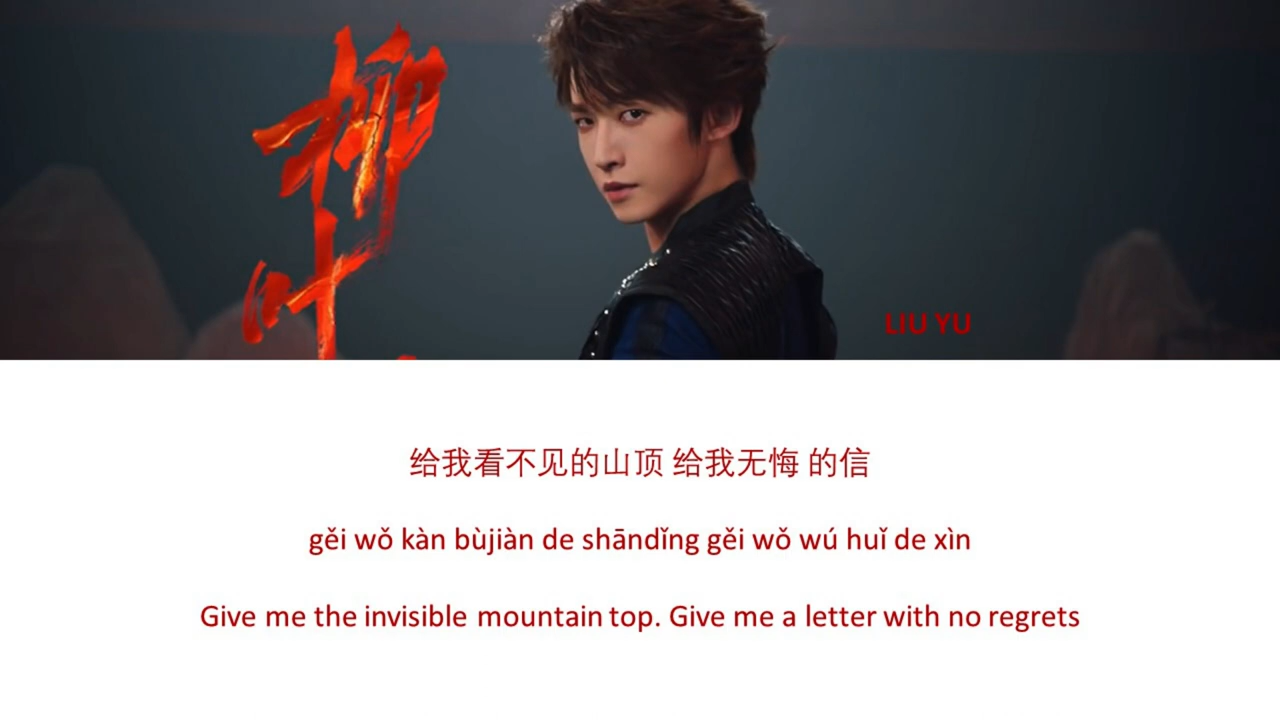 柳
叶
LIU YU
给我看不见的山顶 给我无悔 的信
gěi wǒ kàn bùjiàn de shāndǐng gěi wǒ wú huǐ de xìn
Give me the invisible mountain top. Give me a letter with no regrets